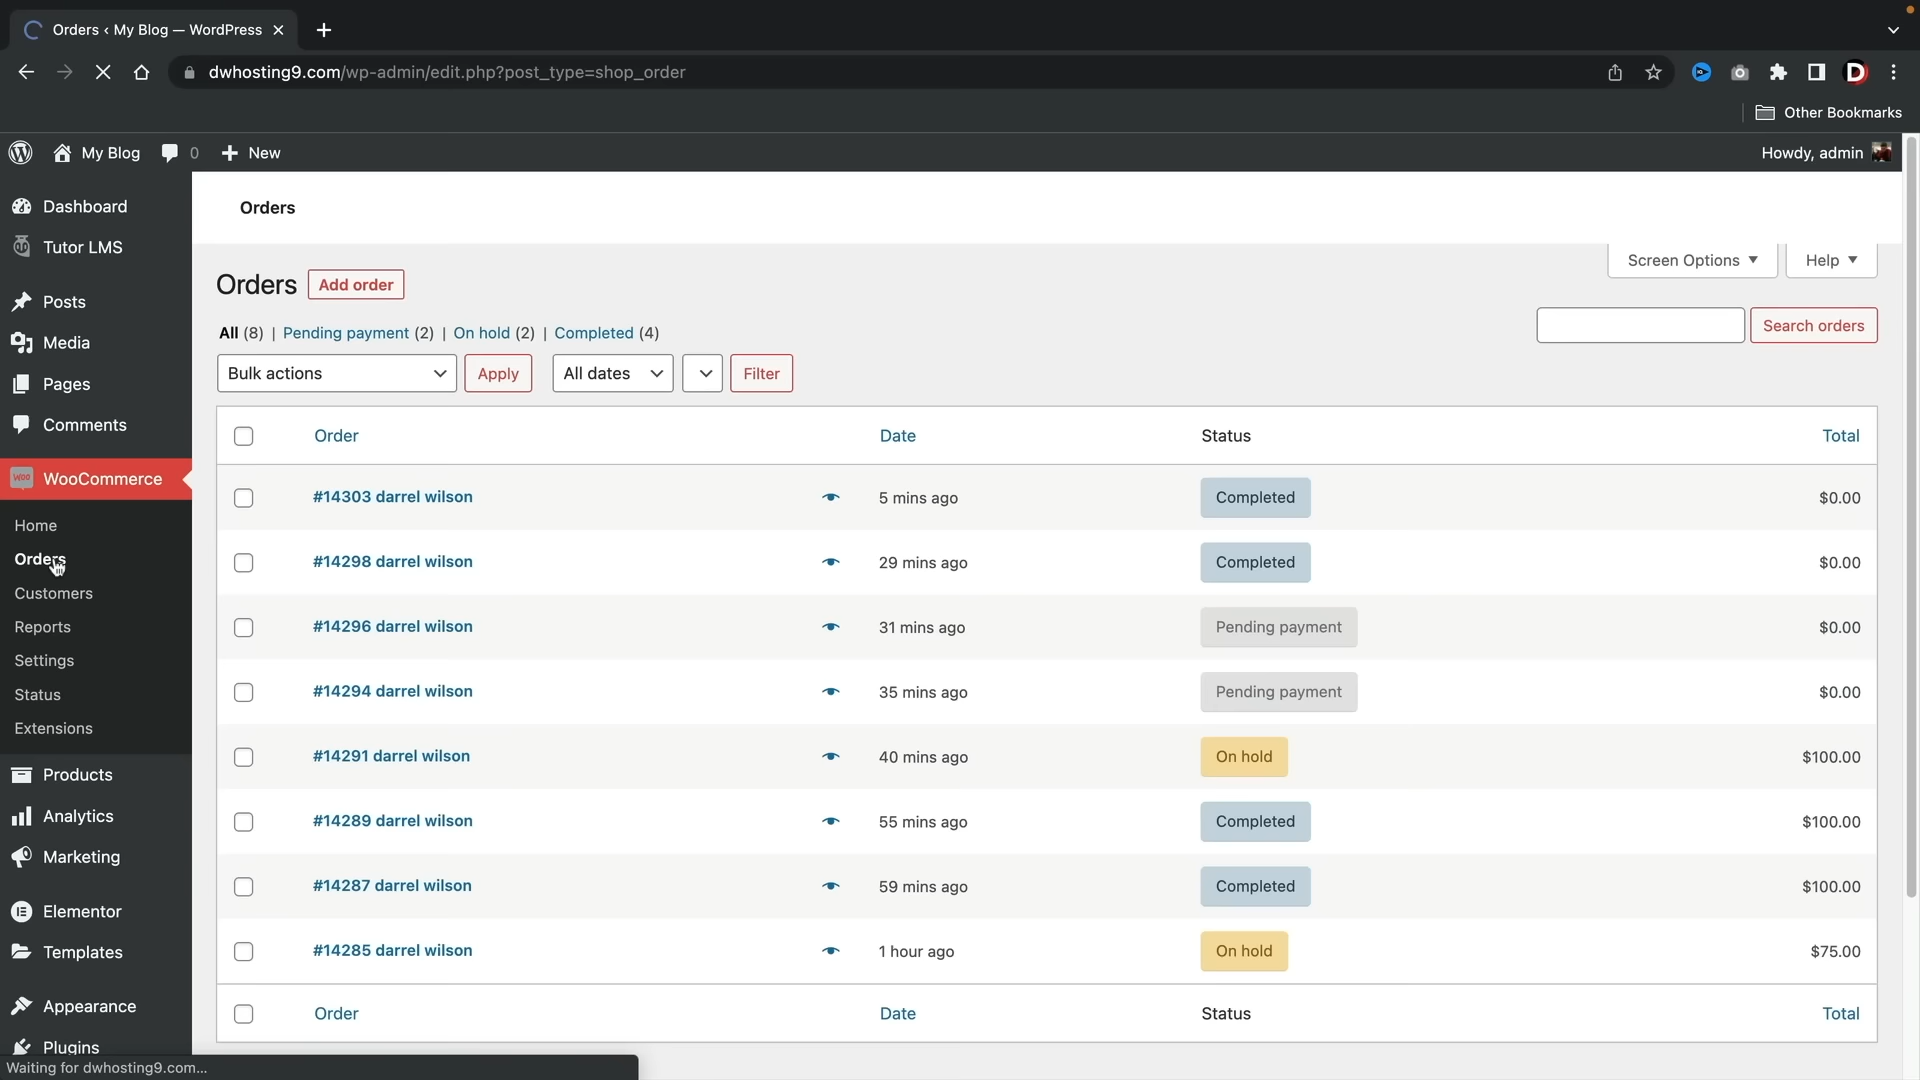 Orders ‹ My Blog — WordPress
dwhosting9.com/wp-admin/edit.php?post_type=shop_order
Other Bookmarks
My Blog 0 New
Howdy, admin
Dashboard
Tutor LMS
Posts
Media
Pages
Comments
WooCommerce
Home
Orders
Customers
Reports
Settings
Status
Extensions
Products
Analytics
Marketing
Elementor
Templates
Appearance
Plugins
Waiting for dwhosting9.com...
Orders
Screen Options
Help
Orders Add order
All (8) | Pending payment (2) | On hold (2) | Completed (4)
Search orders
Bulk actions Apply All dates Filter
Order Date Status Total
#14303 darrel wilson 5 mins ago Completed $0.00
#14298 darrel wilson 29 mins ago Completed $0.00
#14296 darrel wilson 31 mins ago Pending payment $0.00
#14294 darrel wilson 35 mins ago Pending payment $0.00
#14291 darrel wilson 40 mins ago On hold $100.00
#14289 darrel wilson 55 mins ago Completed $100.00
#14287 darrel wilson 59 mins ago Completed $100.00
#14285 darrel wilson 1 hour ago On hold $75.00
Order Date Status Total